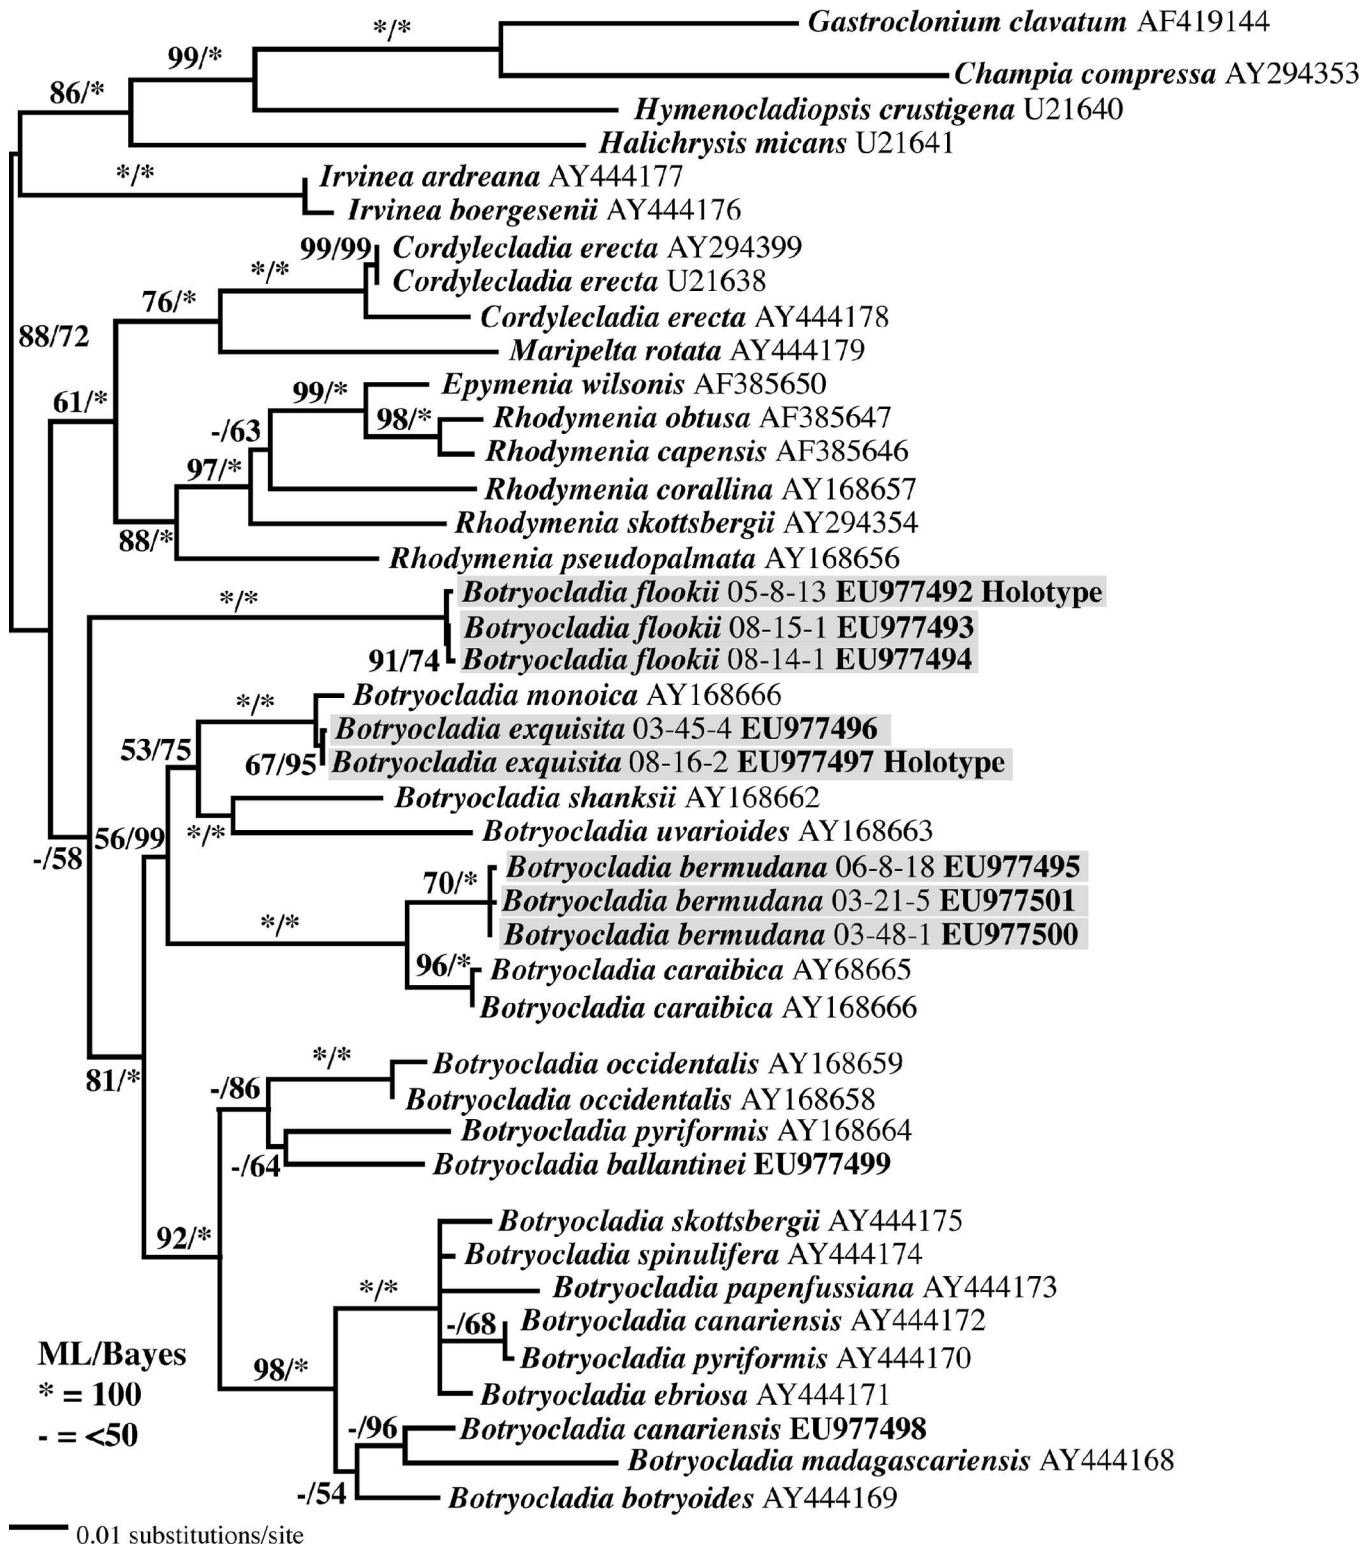 */*
Gastroclonium clavatum AF419144
99/*
Champia compressa AY294353
86/*
Hymenocladiopsis crustigena U21640
Halichrysis micans U21641
*/*
Irvinea ardreana AY444177
Irvinea boergesenii AY444176
99/99
Cordylecladia erecta AY294399
*/*
Cordylecladia erecta U21638
76/*
Cordylecladia erecta AY444178
88/72
Maripelta rotata AY444179
99/*
Epymenia wilsonis AF385650
61/*
98/*
Rhodymenia obtusa AF385647
-/63
Rhodymenia capensis AF385646
97/*
Rhodymenia corallina AY168657
Rhodymenia skottsbergii AY294354
88/*
Rhodymenia pseudopalmata AY168656
*/*
Botryocladia flookii 05-8-13 EU977492 Holotype
Botryocladia flookii 08-15-1 EU977493
91/74
Botryocladia flookii 08-14-1 EU977494
*/*
Botryocladia monoica AY168666
Botryocladia exquisita 03-45-4 EU977496
53/75
67/95
Botryocladia exquisita 08-16-2 EU977497 Holotype
Botryocladia shanksii AY168662
56/99
*/*
Botryocladia uvarioides AY168663
-/58
Botryocladia bermudana 06-8-18 EU977495
70/*
Botryocladia bermudana 03-21-5 EU977501
*/*
Botryocladia bermudana 03-48-1 EU977500
96/*
Botryocladia caraibica AY68665
Botryocladia caraibica AY168666
*/*
Botryocladia occidentalis AY168659
81/*
-/86
Botryocladia occidentalis AY168658
Botryocladia pyriformis AY168664
-/64
Botryocladia ballantinei EU977499
92/*
Botryocladia skottsbergii AY444175
Botryocladia spinulifera AY444174
*/*
Botryocladia papenfussiana AY444173
-/68
Botryocladia canariensis AY444172
Botryocladia pyriformis AY444170
98/*
Botryocladia ebriosa AY444171
-/96
Botryocladia canariensis EU977498
Botryocladia madagascariensis AY444168
-/54
Botryocladia botryoides AY444169
ML/Bayes
* = 100
- = <50
0.01 substitutions/site